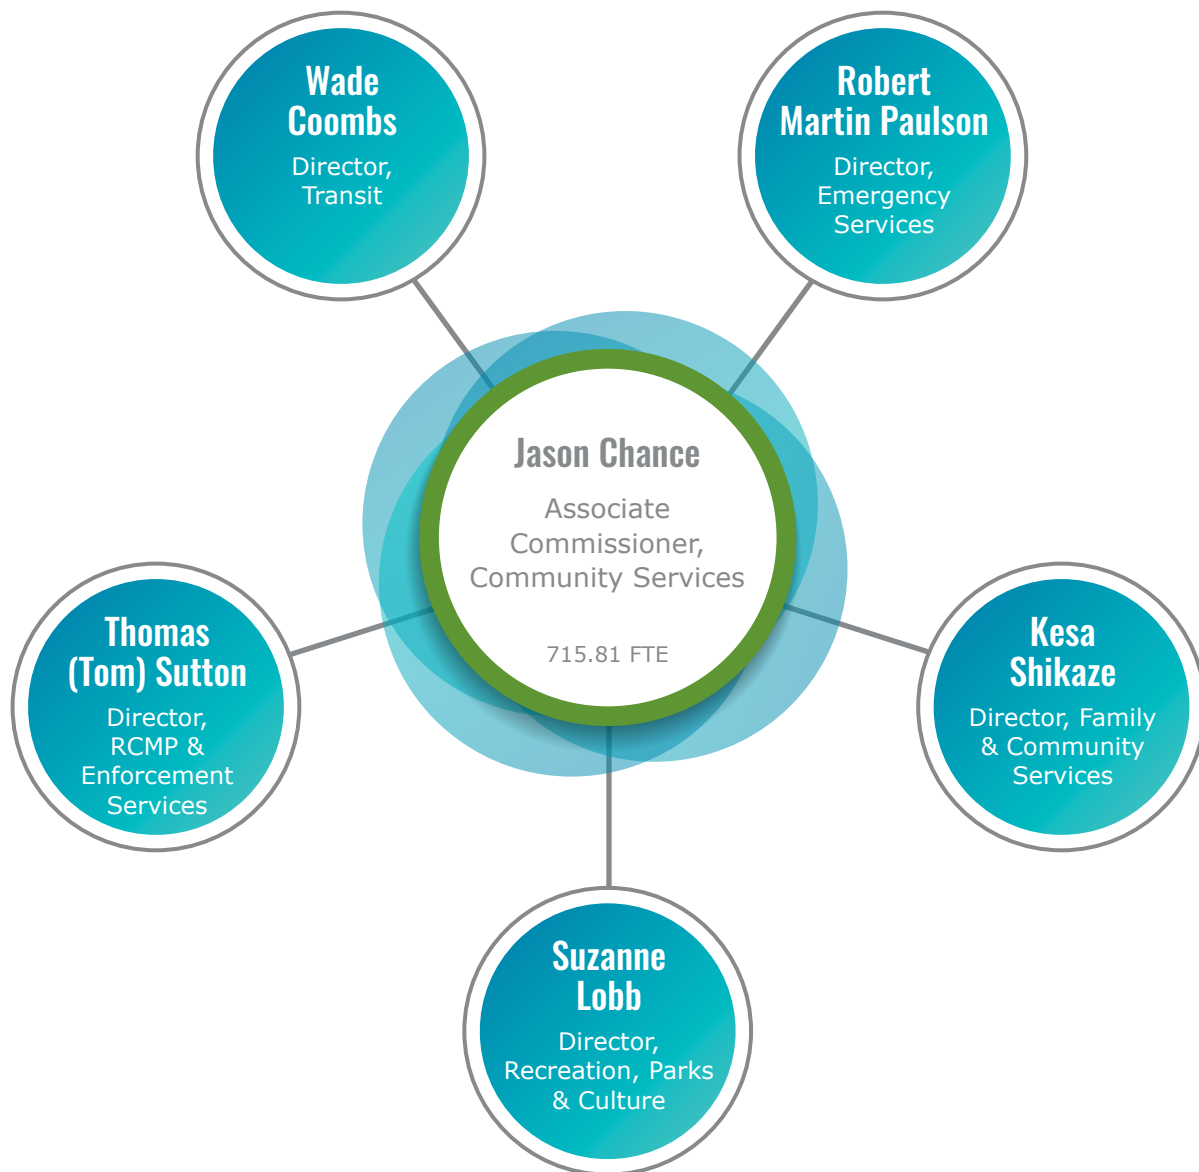 Wade
Coombs
Director,
Transit
Robert
Martin Paulson
Director,
Emergency
Services
Jason Chance
Associate
Commissioner,
Community Services
715.81 FTE
Thomas
(Tom) Sutton
Director,
RCMP &
Enforcement
Services
Kesa
Shikaze
Director, Family
& Community
Services
Suzanne
Lobb
Director,
Recreation, Parks
& Culture